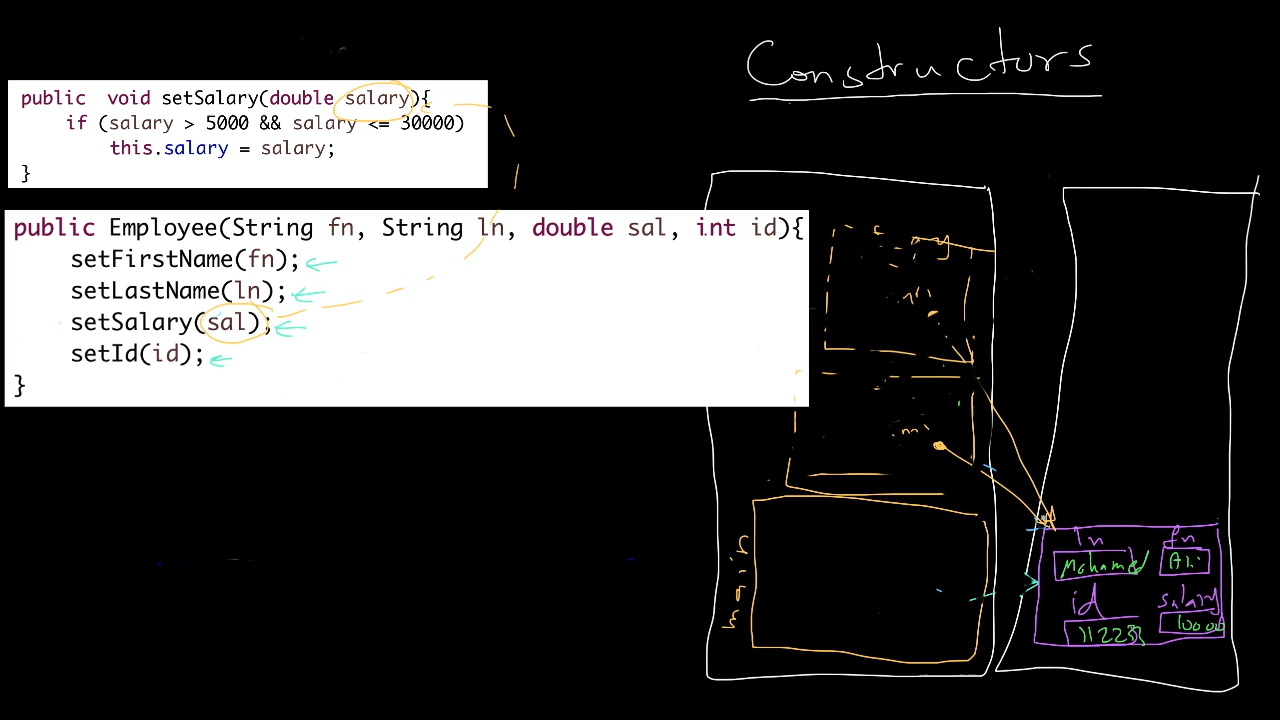 Constructors
public void setSalary(double salary){
if (salary > 5000 && salary <= 30000)
this.salary = salary;
}
public Employee(String fn, String ln, double sal, int id){
setFirstName(fn);
setLastName(ln);
setSalary(sal);
setId(id);
}
main
ln fn
Mohamed Ali
id salary
112233 10000